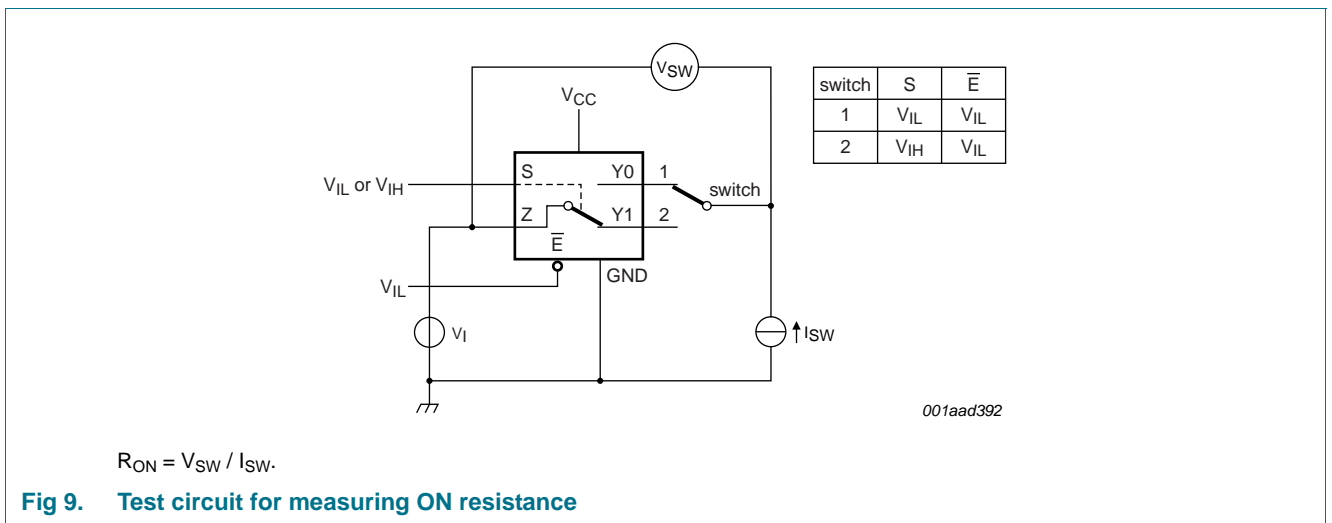 VSW
switch S E
1 VIL VIL
2 VIH VIL
VCC
S Y0 1
VIL or VIH
switch
Z Y1 2
E
GND
VIL
VI
ISW
001aad392
RON = VSW / ISW.
Fig 9. Test circuit for measuring ON resistance